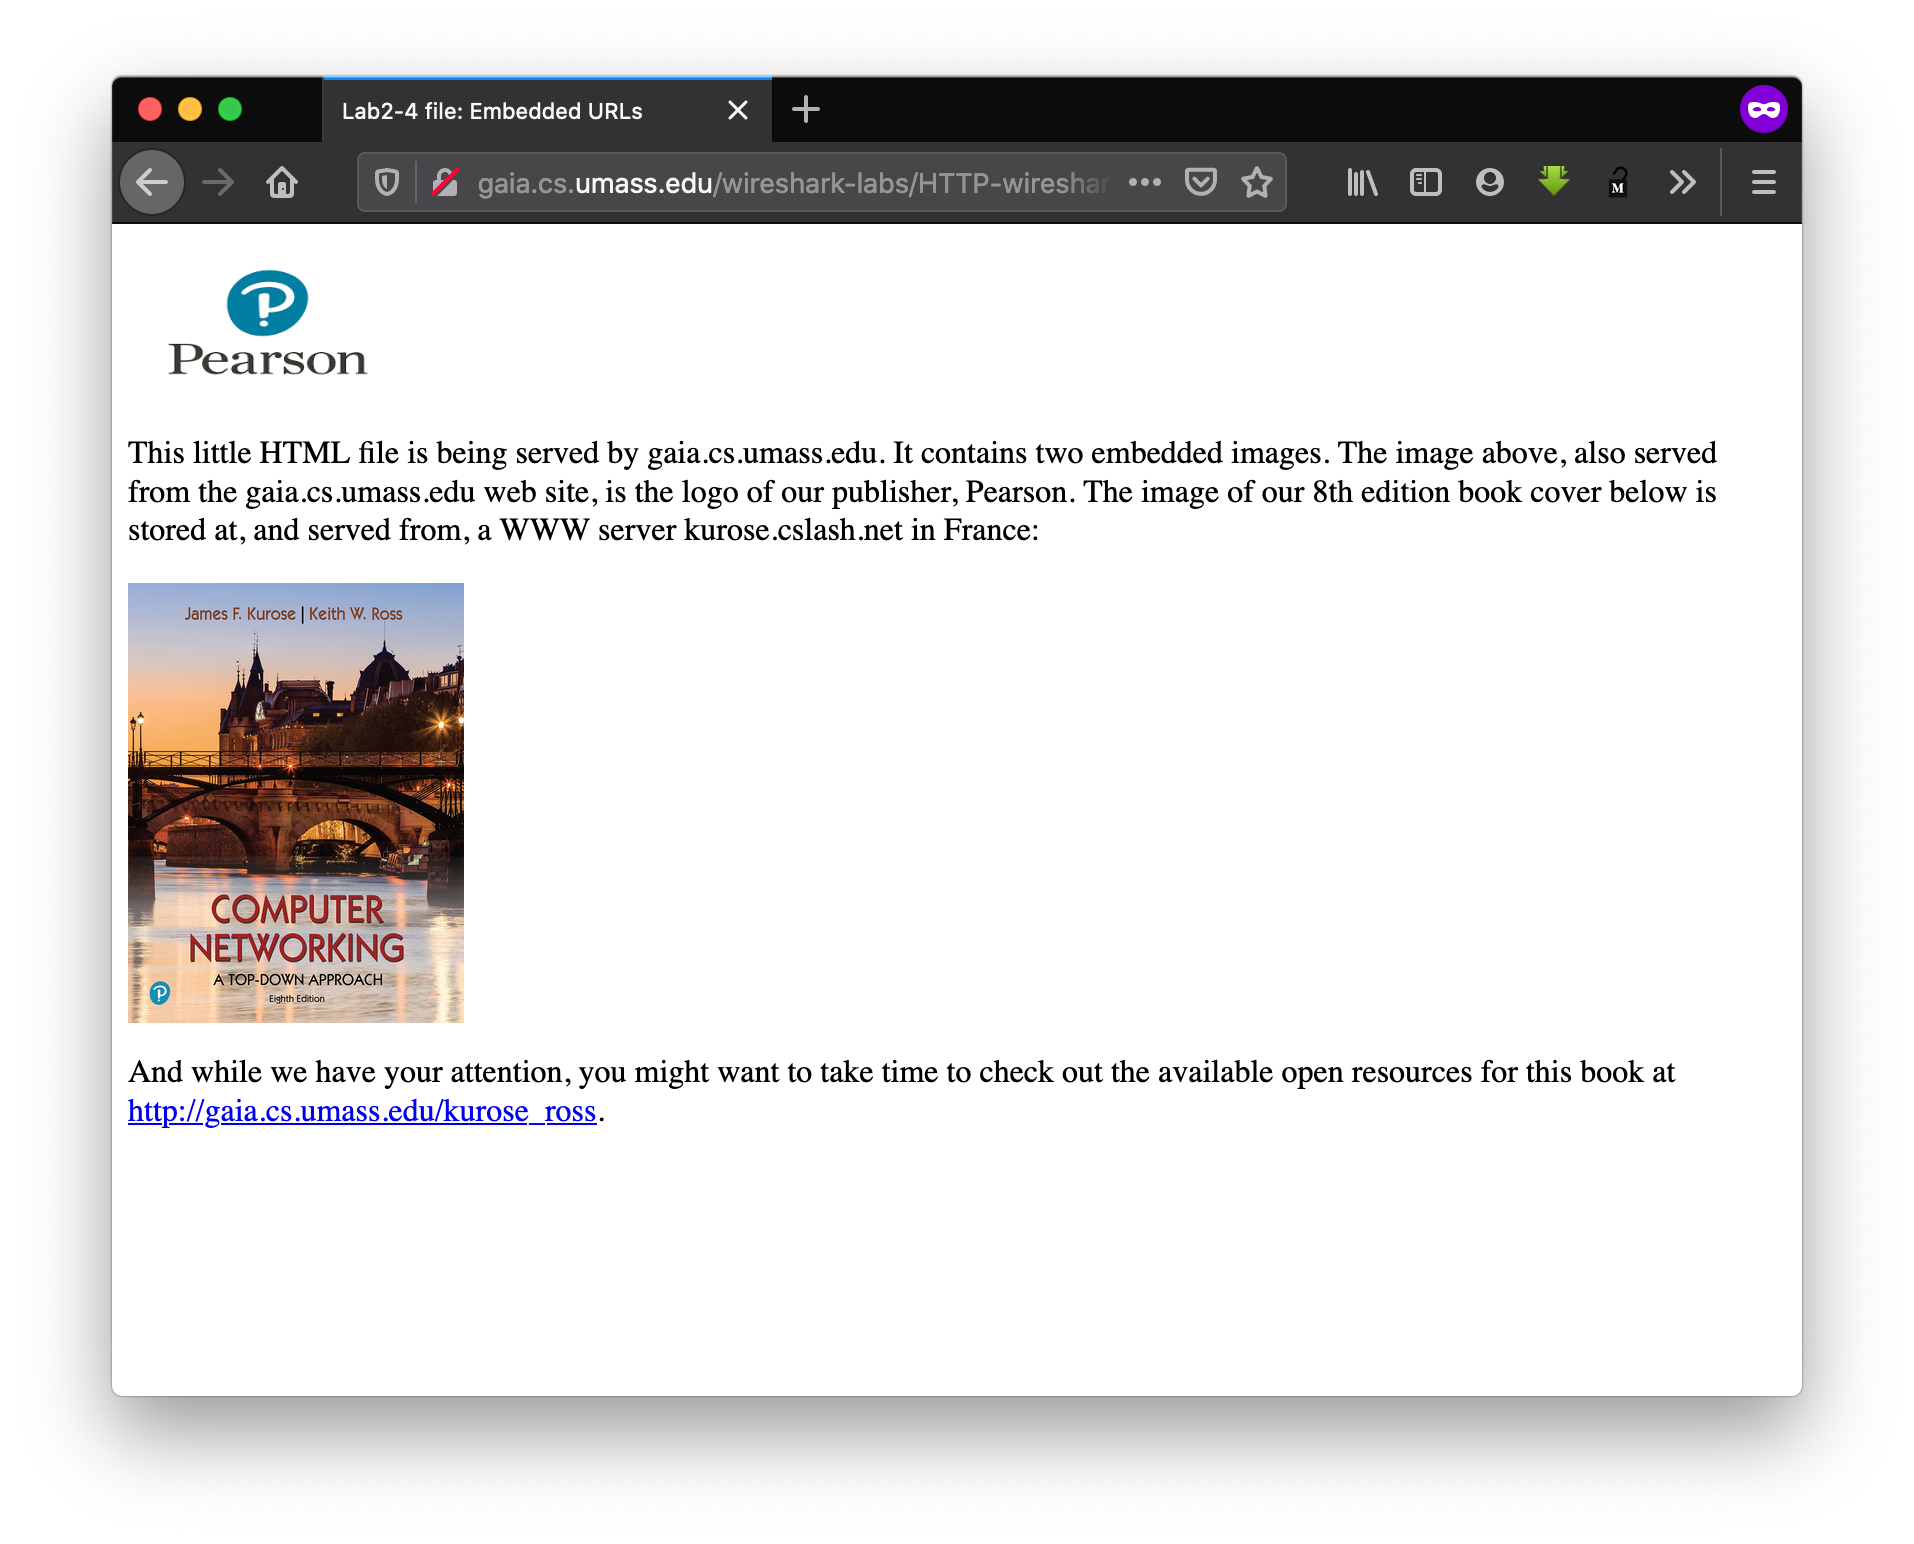 Lab2-4 file: Embedded URLs
gaia.cs.umass.edu/wireshark-labs/HTTP-wireshar
M
Pearson
This little HTML file is being served by gaia.cs.umass.edu. It contains two embedded images. The image above, also served
from the gaia.cs.umass.edu web site, is the logo of our publisher, Pearson. The image of our 8th edition book cover below is
stored at, and served from, a WWW server kurose.cslash.net in France:
James F. Kurose | Keith W. Ross
COMPUTER
NETWORKING
A TOP-DOWN APPROACH
Eighth Edition
And while we have your attention, you might want to take time to check out the available open resources for this book at
http://gaia.cs.umass.edu/kurose_ross.